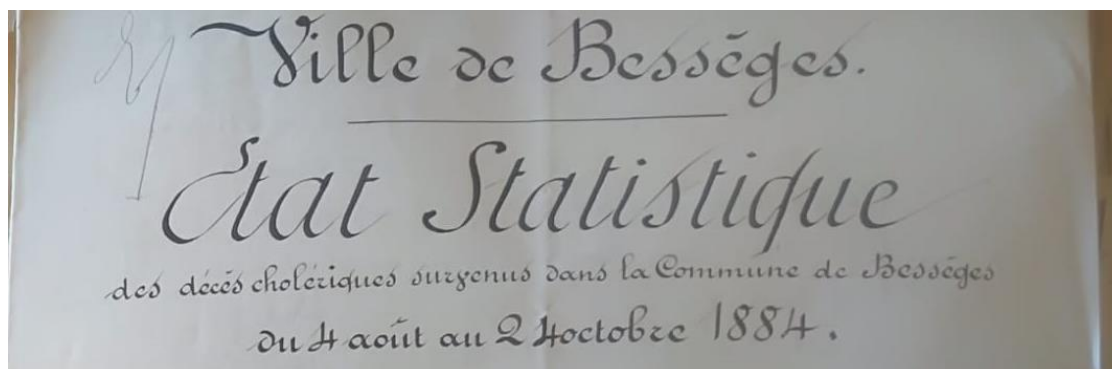 Ville de Bessèges.
Etat Statistique
des décès cholériques survenus dans la Commune de Bessèges
du 4 août au 24 octobre 1884.